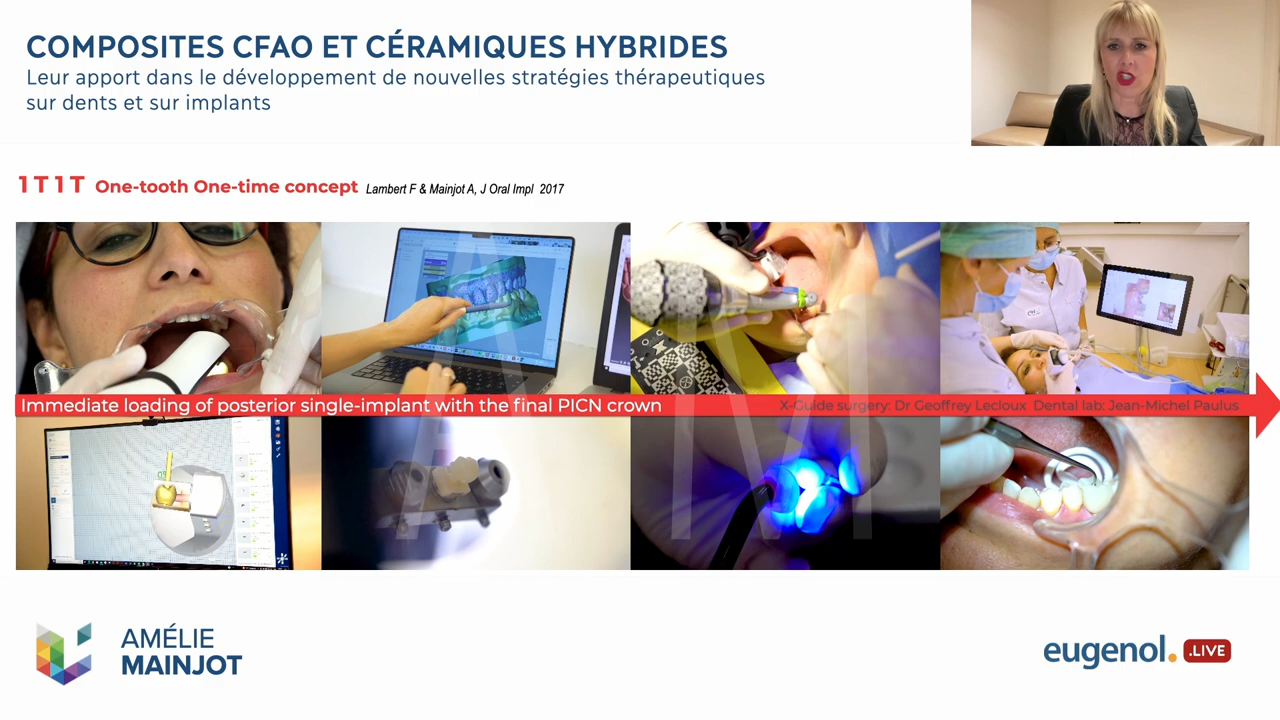 COMPOSITES CFAO ET CÉRAMIQUES HYBRIDES
Leur apport dans le développement de nouvelles stratégies thérapeutiques
sur dents et sur implants
1T1T One-tooth One-time concept Lambert F & Mainjot A, J Oral Impl 2017
Immediate loading of posterior single-implant with the final PICN crown
X-Guide surgery: Dr Geoffrey Lecloux Dental lab: Jean-Michel Paulus
AM
AMÉLIE
MAINJOT
eugenol. .LIVE